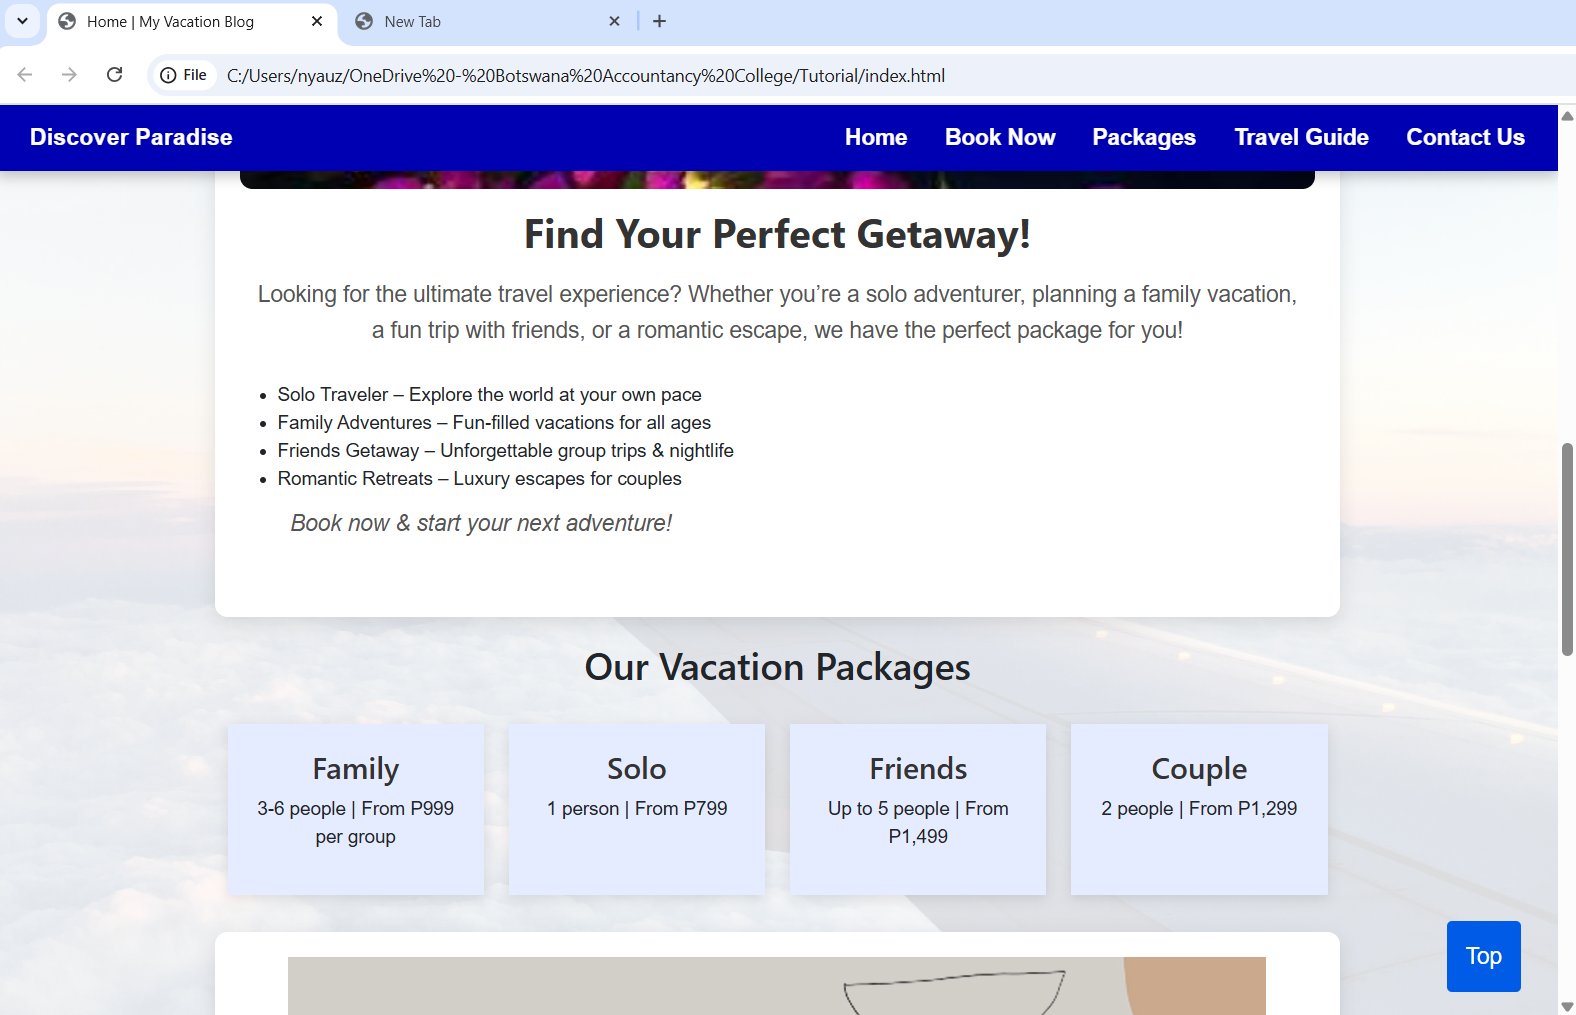 Home | My Vacation Blog
New Tab
File
C:/Users/nyauz/OneDrive%20-%20Botswana%20Accountancy%20College/Tutorial/index.html
Discover Paradise
Home
Book Now
Packages
Travel Guide
Contact Us
Find Your Perfect Getaway!
Looking for the ultimate travel experience? Whether you’re a solo adventurer, planning a family vacation,
a fun trip with friends, or a romantic escape, we have the perfect package for you!
• Solo Traveler – Explore the world at your own pace
• Family Adventures – Fun-filled vacations for all ages
• Friends Getaway – Unforgettable group trips & nightlife
• Romantic Retreats – Luxury escapes for couples
Book now & start your next adventure!
Our Vacation Packages
Family
3-6 people | From P999
per group
Solo
1 person | From P799
Friends
Up to 5 people | From
P1,499
Couple
2 people | From P1,299
Top